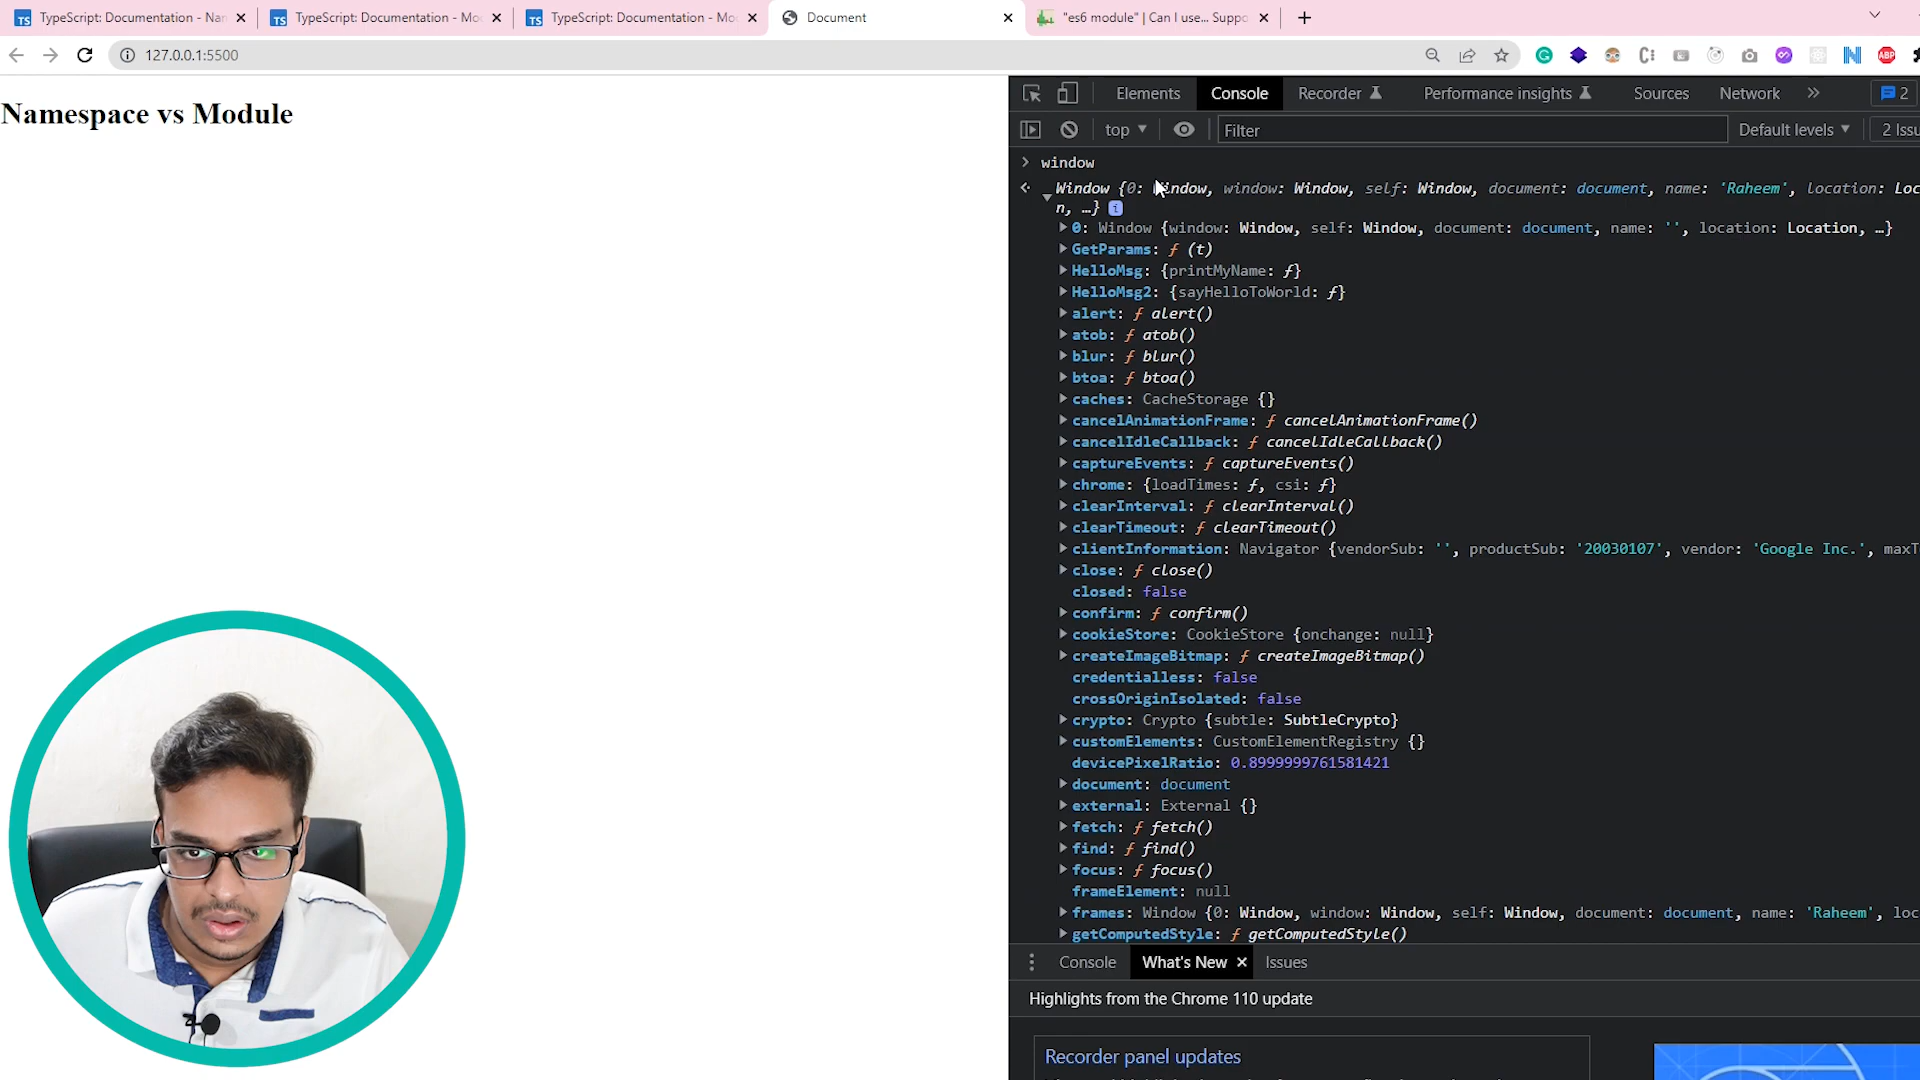 TypeScript: Documentation - Nar
TypeScript: Documentation - Mo
TypeScript: Documentation - Mo
Document
"es6 module" | Can I use... Suppo
127.0.0.1:5500
Namespace vs Module
Elements
Console
Recorder
Performance insights
Sources
Network
2
top
Filter
Default levels
2 Issu
window
Window {0: Window, window: Window, self: Window, document: document, name: 'Raheem', location: Loc
n, …}
0: Window {window: Window, self: Window, document: document, name: '', location: Location, …}
GetParams: ƒ (t)
HelloMsg: {printMyName: ƒ}
HelloMsg2: {sayHelloToWorld: ƒ}
alert: ƒ alert()
atob: ƒ atob()
blur: ƒ blur()
btoa: ƒ btoa()
caches: CacheStorage {}
cancelAnimationFrame: ƒ cancelAnimationFrame()
cancelIdleCallback: ƒ cancelIdleCallback()
captureEvents: ƒ captureEvents()
chrome: {loadTimes: ƒ, csi: ƒ}
clearInterval: ƒ clearInterval()
clearTimeout: ƒ clearTimeout()
clientInformation: Navigator {vendorSub: '', productSub: '20030107', vendor: 'Google Inc.', maxT
close: ƒ close()
closed: false
confirm: ƒ confirm()
cookieStore: CookieStore {onchange: null}
createImageBitmap: ƒ createImageBitmap()
credentialless: false
crossOriginIsolated: false
crypto: Crypto {subtle: SubtleCrypto}
customElements: CustomElementRegistry {}
devicePixelRatio: 0.8999999761581421
document: document
external: External {}
fetch: ƒ fetch()
find: ƒ find()
focus: ƒ focus()
frameElement: null
frames: Window {0: Window, window: Window, self: Window, document: document, name: 'Raheem', loc
getComputedStyle: ƒ getComputedStyle()
Console
What's New
Issues
Highlights from the Chrome 110 update
Recorder panel updates